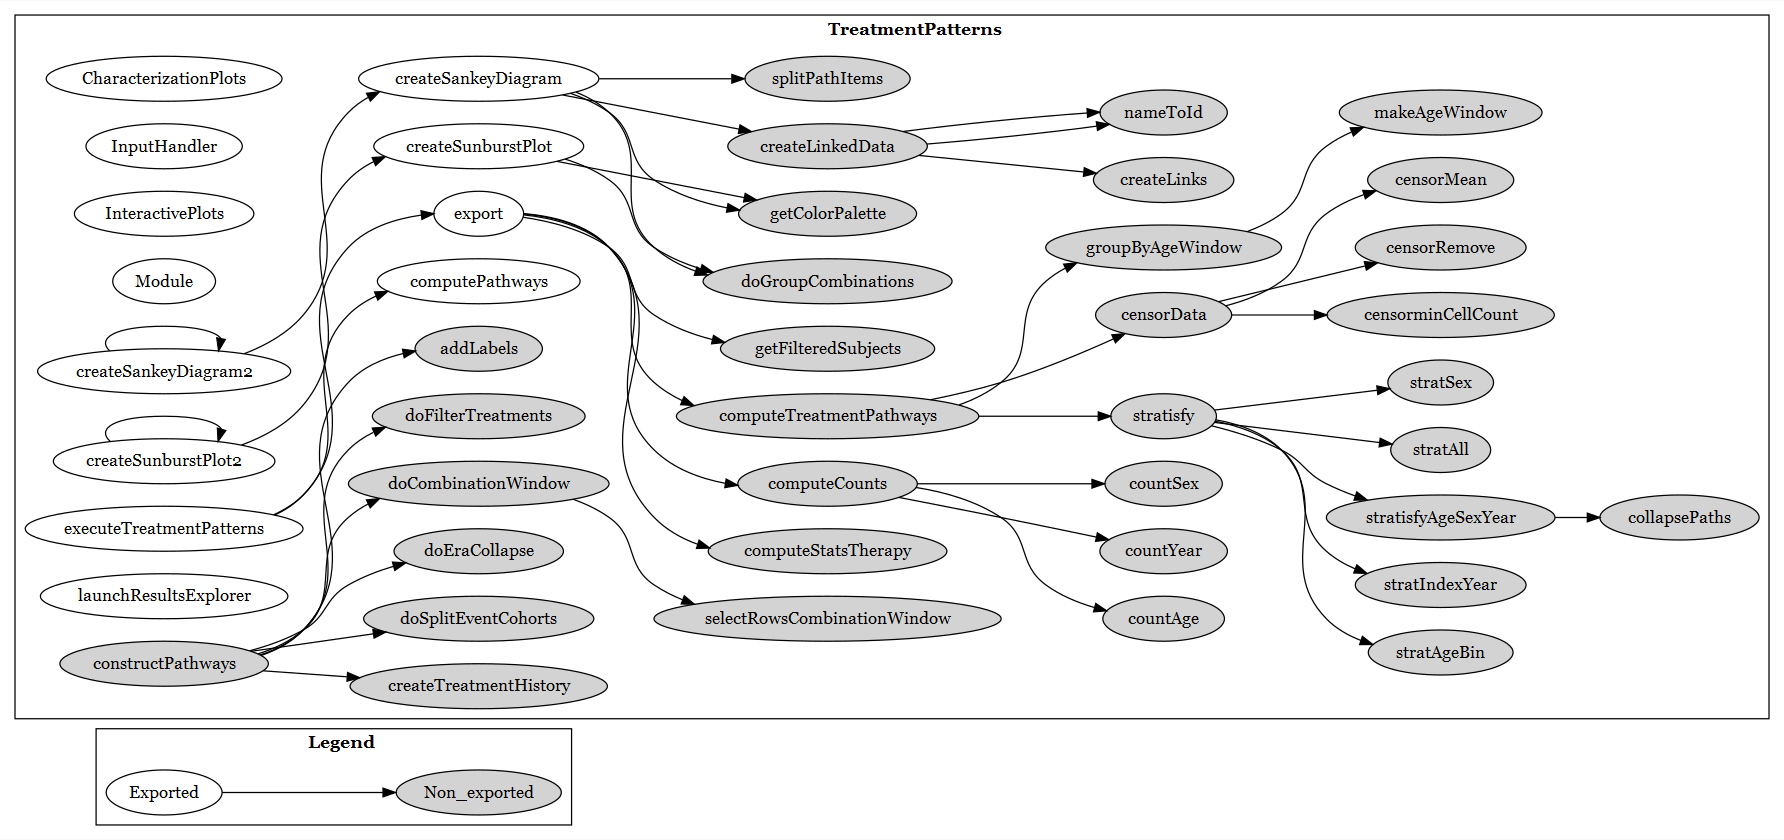 TreatmentPatterns
CharacterizationPlots
InputHandler
InteractivePlots
Module
createSankeyDiagram2
createSunburstPlot2
executeTreatmentPatterns
launchResultsExplorer
constructPathways
createSankeyDiagram
createSunburstPlot
export
computePathways
addLabels
doFilterTreatments
doCombinationWindow
doEraCollapse
doSplitEventCohorts
createTreatmentHistory
splitPathItems
createLinkedData
getColorPalette
doGroupCombinations
getFilteredSubjects
computeTreatmentPathways
computeCounts
computeStatsTherapy
selectRowsCombinationWindow
nameToId
createLinks
groupByAgeWindow
censorData
stratisfy
countSex
countYear
countAge
makeAgeWindow
censorMean
censorRemove
censorminCellCount
stratSex
stratAll
stratisfyAgeSexYear
stratIndexYear
stratAgeBin
collapsePaths
Legend
Exported
Non_exported